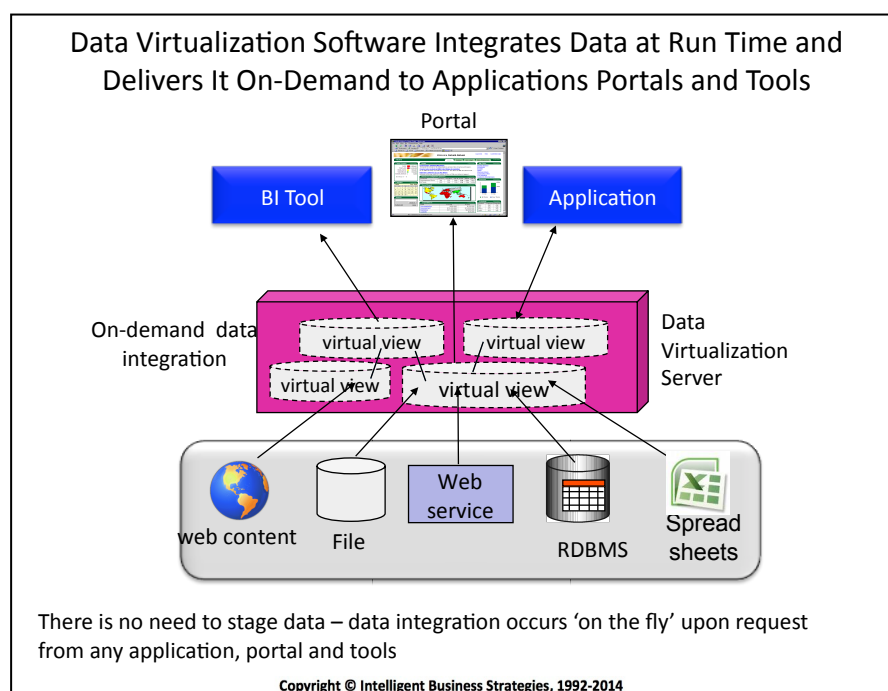 Data Virtualization Software Integrates Data at Run Time and
Delivers It On-Demand to Applications Portals and Tools
Portal
BI Tool
Application
On-demand data
integration
virtual view
virtual view
virtual view
virtual view
Data
Virtualization
Server
web content
File
Web
service
RDBMS
Spread
sheets
There is no need to stage data – data integration occurs ‘on the fly’ upon request
from any application, portal and tools
Copyright © Intelligent Business Strategies, 1992-2014